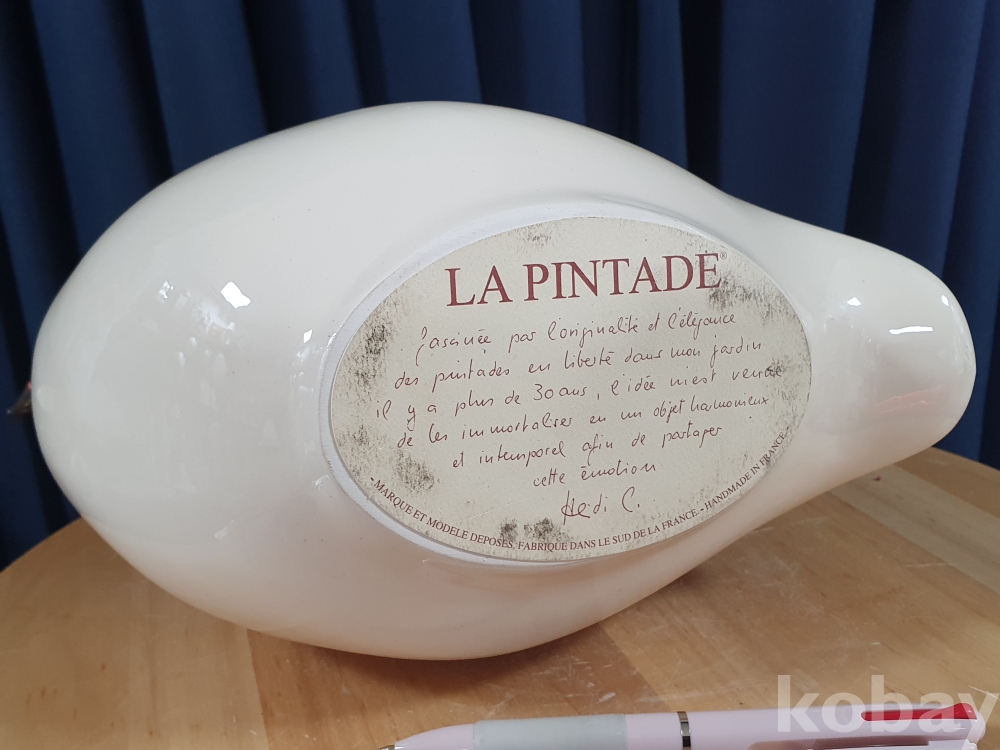 LA PINTADE®
fascinée par l'originalité et l'élégance
des pintades en liberté dans mon jardin
il y a plus de 30 ans, l'idée m'est venue
de les immortaliser en un objet harmonieux
et intemporel afin de partager
cette émotion
Heidi C.
- MARQUE ET MODELE DEPOSES. FABRIQUE DANS LE SUD DE LA FRANCE. - HANDMADE IN FRANCE -
kobay